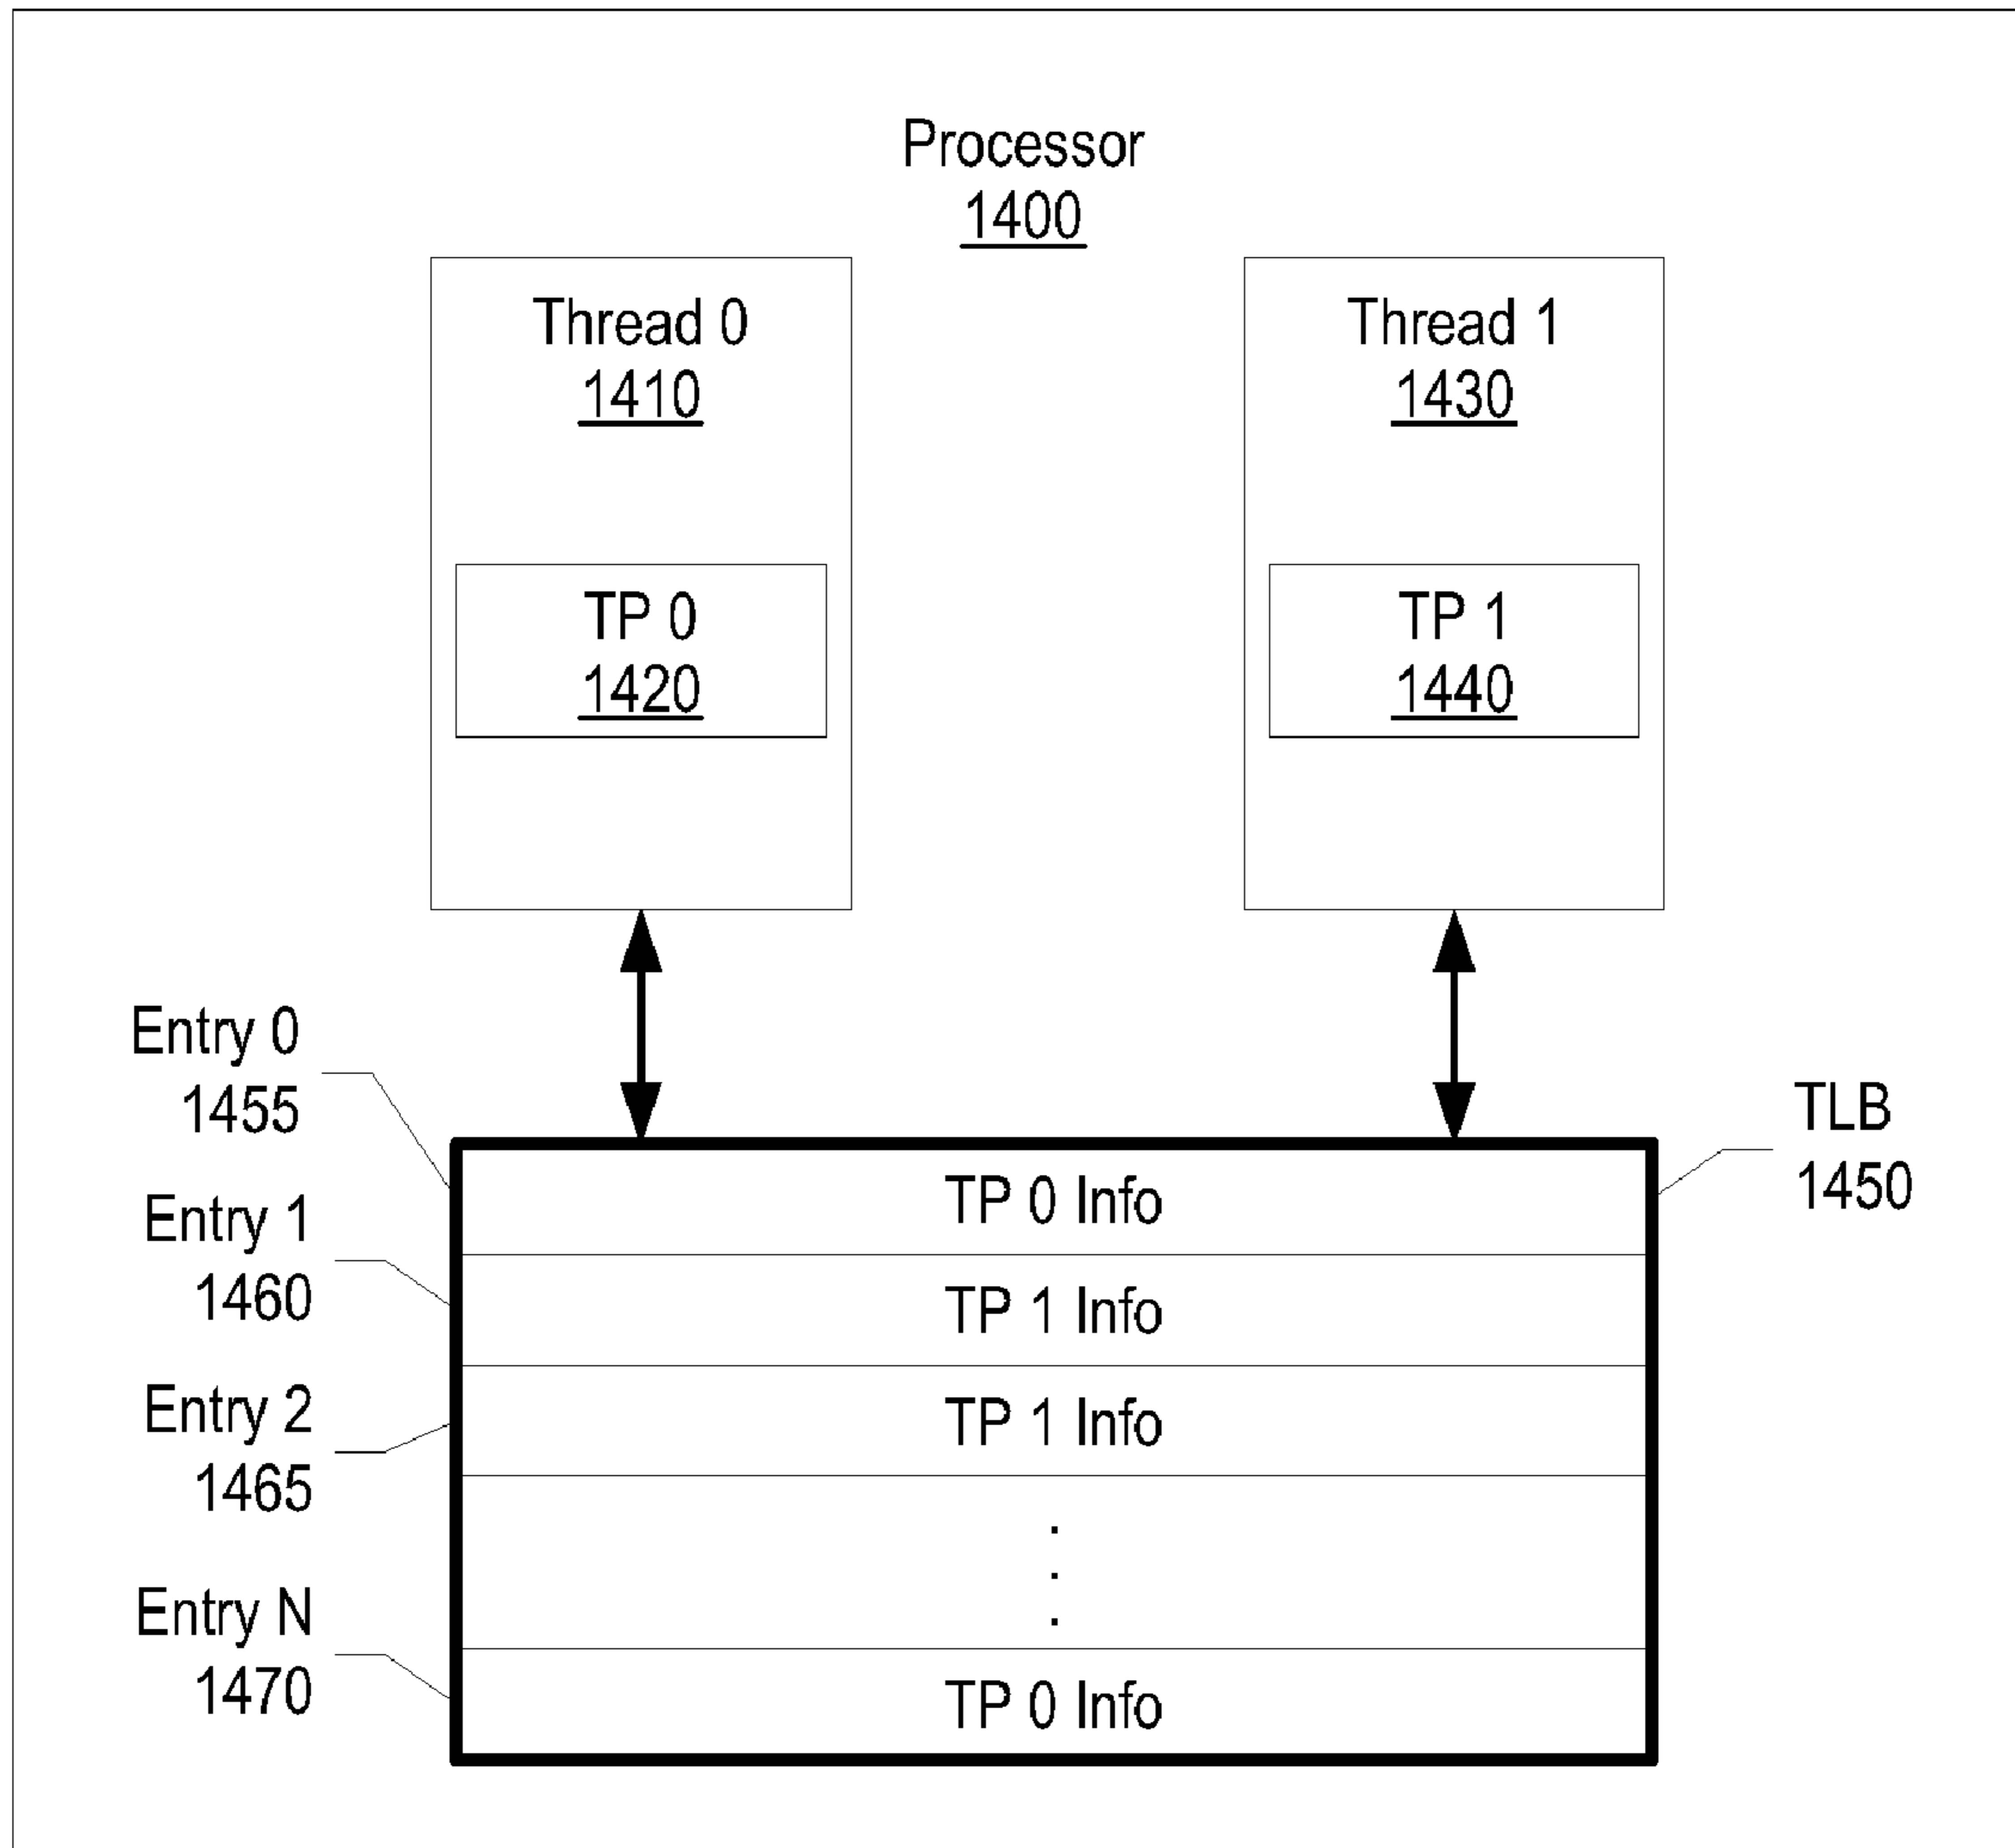 Processor
1400
Thread 0
1410
Thread 1
1430
TP 0
1420
TP 1
1440
Entry 0
1455
TLB
1450
Entry 1
1460
Entry 2
1465
Entry N
1470
TP 0 Info
TP 1 Info
TP 1 Info
.
.
.
TP 0 Info